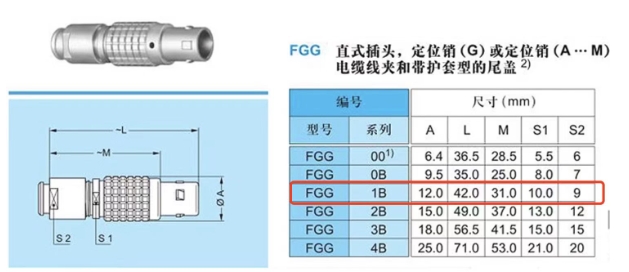 FGG 直式插头，定位销(G)或定位销(A…M)
电缆线夹和带护套型的尾盖 2)
编号 尺寸(mm)
型号 系列 A L M S1 S2
FGG 00 1) 6.4 36.5 28.5 5.5 6
FGG 0B 9.5 35.0 25.0 8.0 7
FGG 1B 12.0 42.0 31.0 10.0 9
FGG 2B 15.0 49.0 37.0 13.0 12
FGG 3B 18.0 56.5 41.5 15.0 15
FGG 4B 25.0 71.0 53.0 21.0 20
~L
~M
Ø A
S 2 S 1